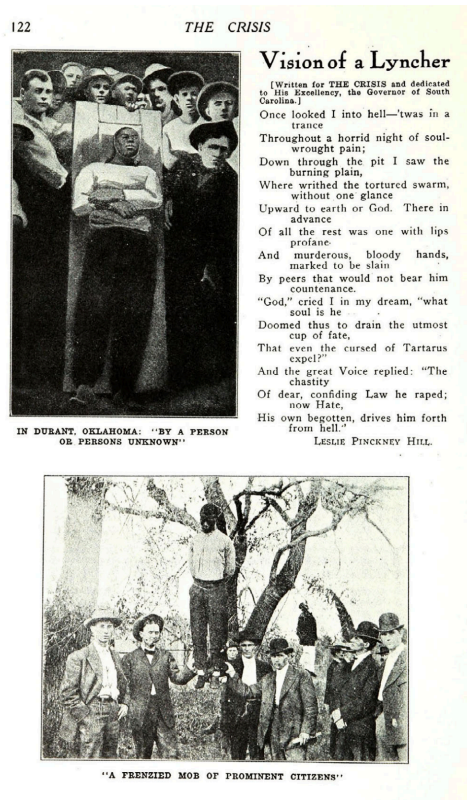 122
THE CRISIS
Vision of a Lyncher
[Written for THE CRISIS and dedicated
to His Excellency, the Governor of South
Carolina.]
Once looked I into hell—'twas in a
trance
Throughout a horrid night of soul-
wrought pain;
Down through the pit I saw the
burning plain,
Where writhed the tortured swarm,
without one glance
Upward to earth or God. There in
advance
Of all the rest was one with lips
profane
And murderous, bloody hands,
marked to be slain
By peers that would not bear him
countenance.
"God," cried I in my dream, "what
soul is he
Doomed thus to drain the utmost
cup of fate,
That even the cursed of Tartarus
expel?"
And the great Voice replied: "The
chastity
Of dear, confiding Law he raped;
now Hate,
His own begotten, drives him forth
from hell."
LESLIE PINCKNEY HILL.
IN DURANT, OKLAHOMA: "BY A PERSON
OR PERSONS UNKNOWN"
"A FRENZIED MOB OF PROMINENT CITIZENS"